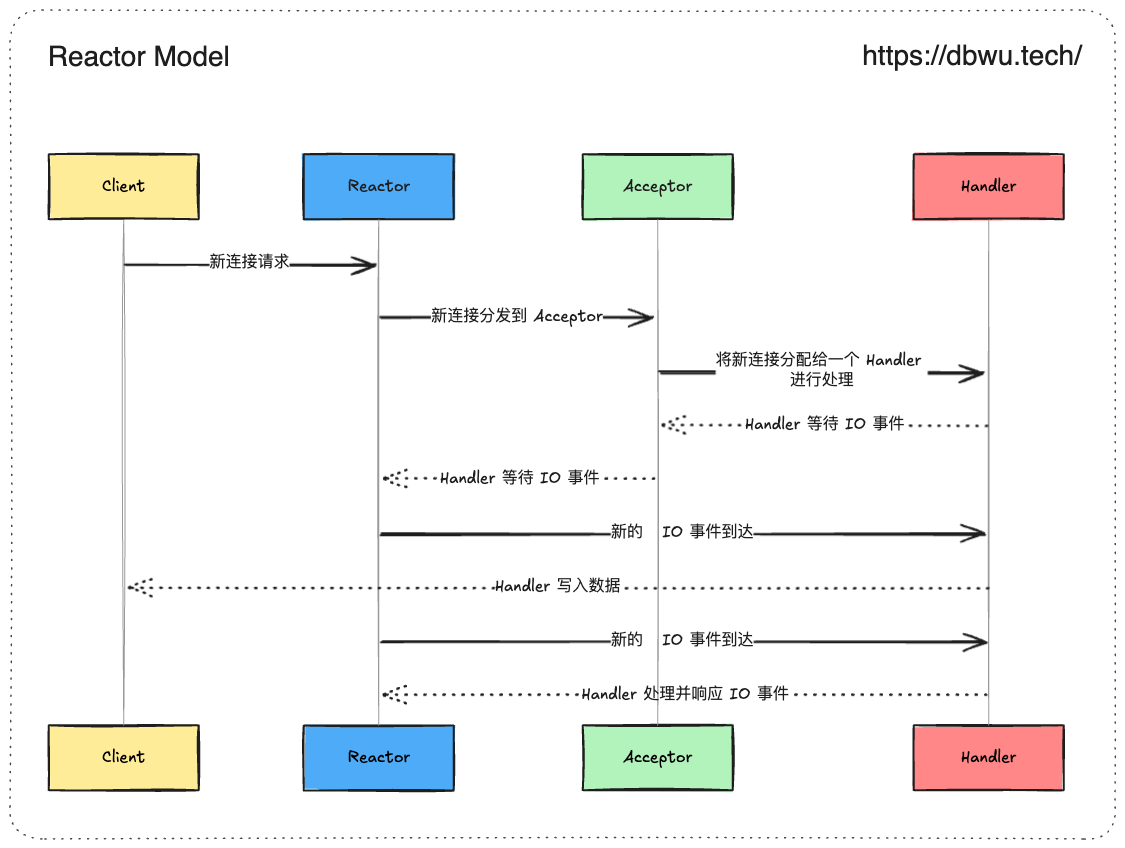 Reactor Model
https://dbwu.tech/
Client
Reactor
Acceptor
Handler
新连接请求
新连接分发到 Acceptor
将新连接分配给一个 Handler
进行处理
Handler 等待 IO 事件
Handler 等待 IO 事件
新的 IO 事件到达
Handler 写入数据
新的 IO 事件到达
Handler 处理并响应 IO 事件
Client
Reactor
Acceptor
Handler